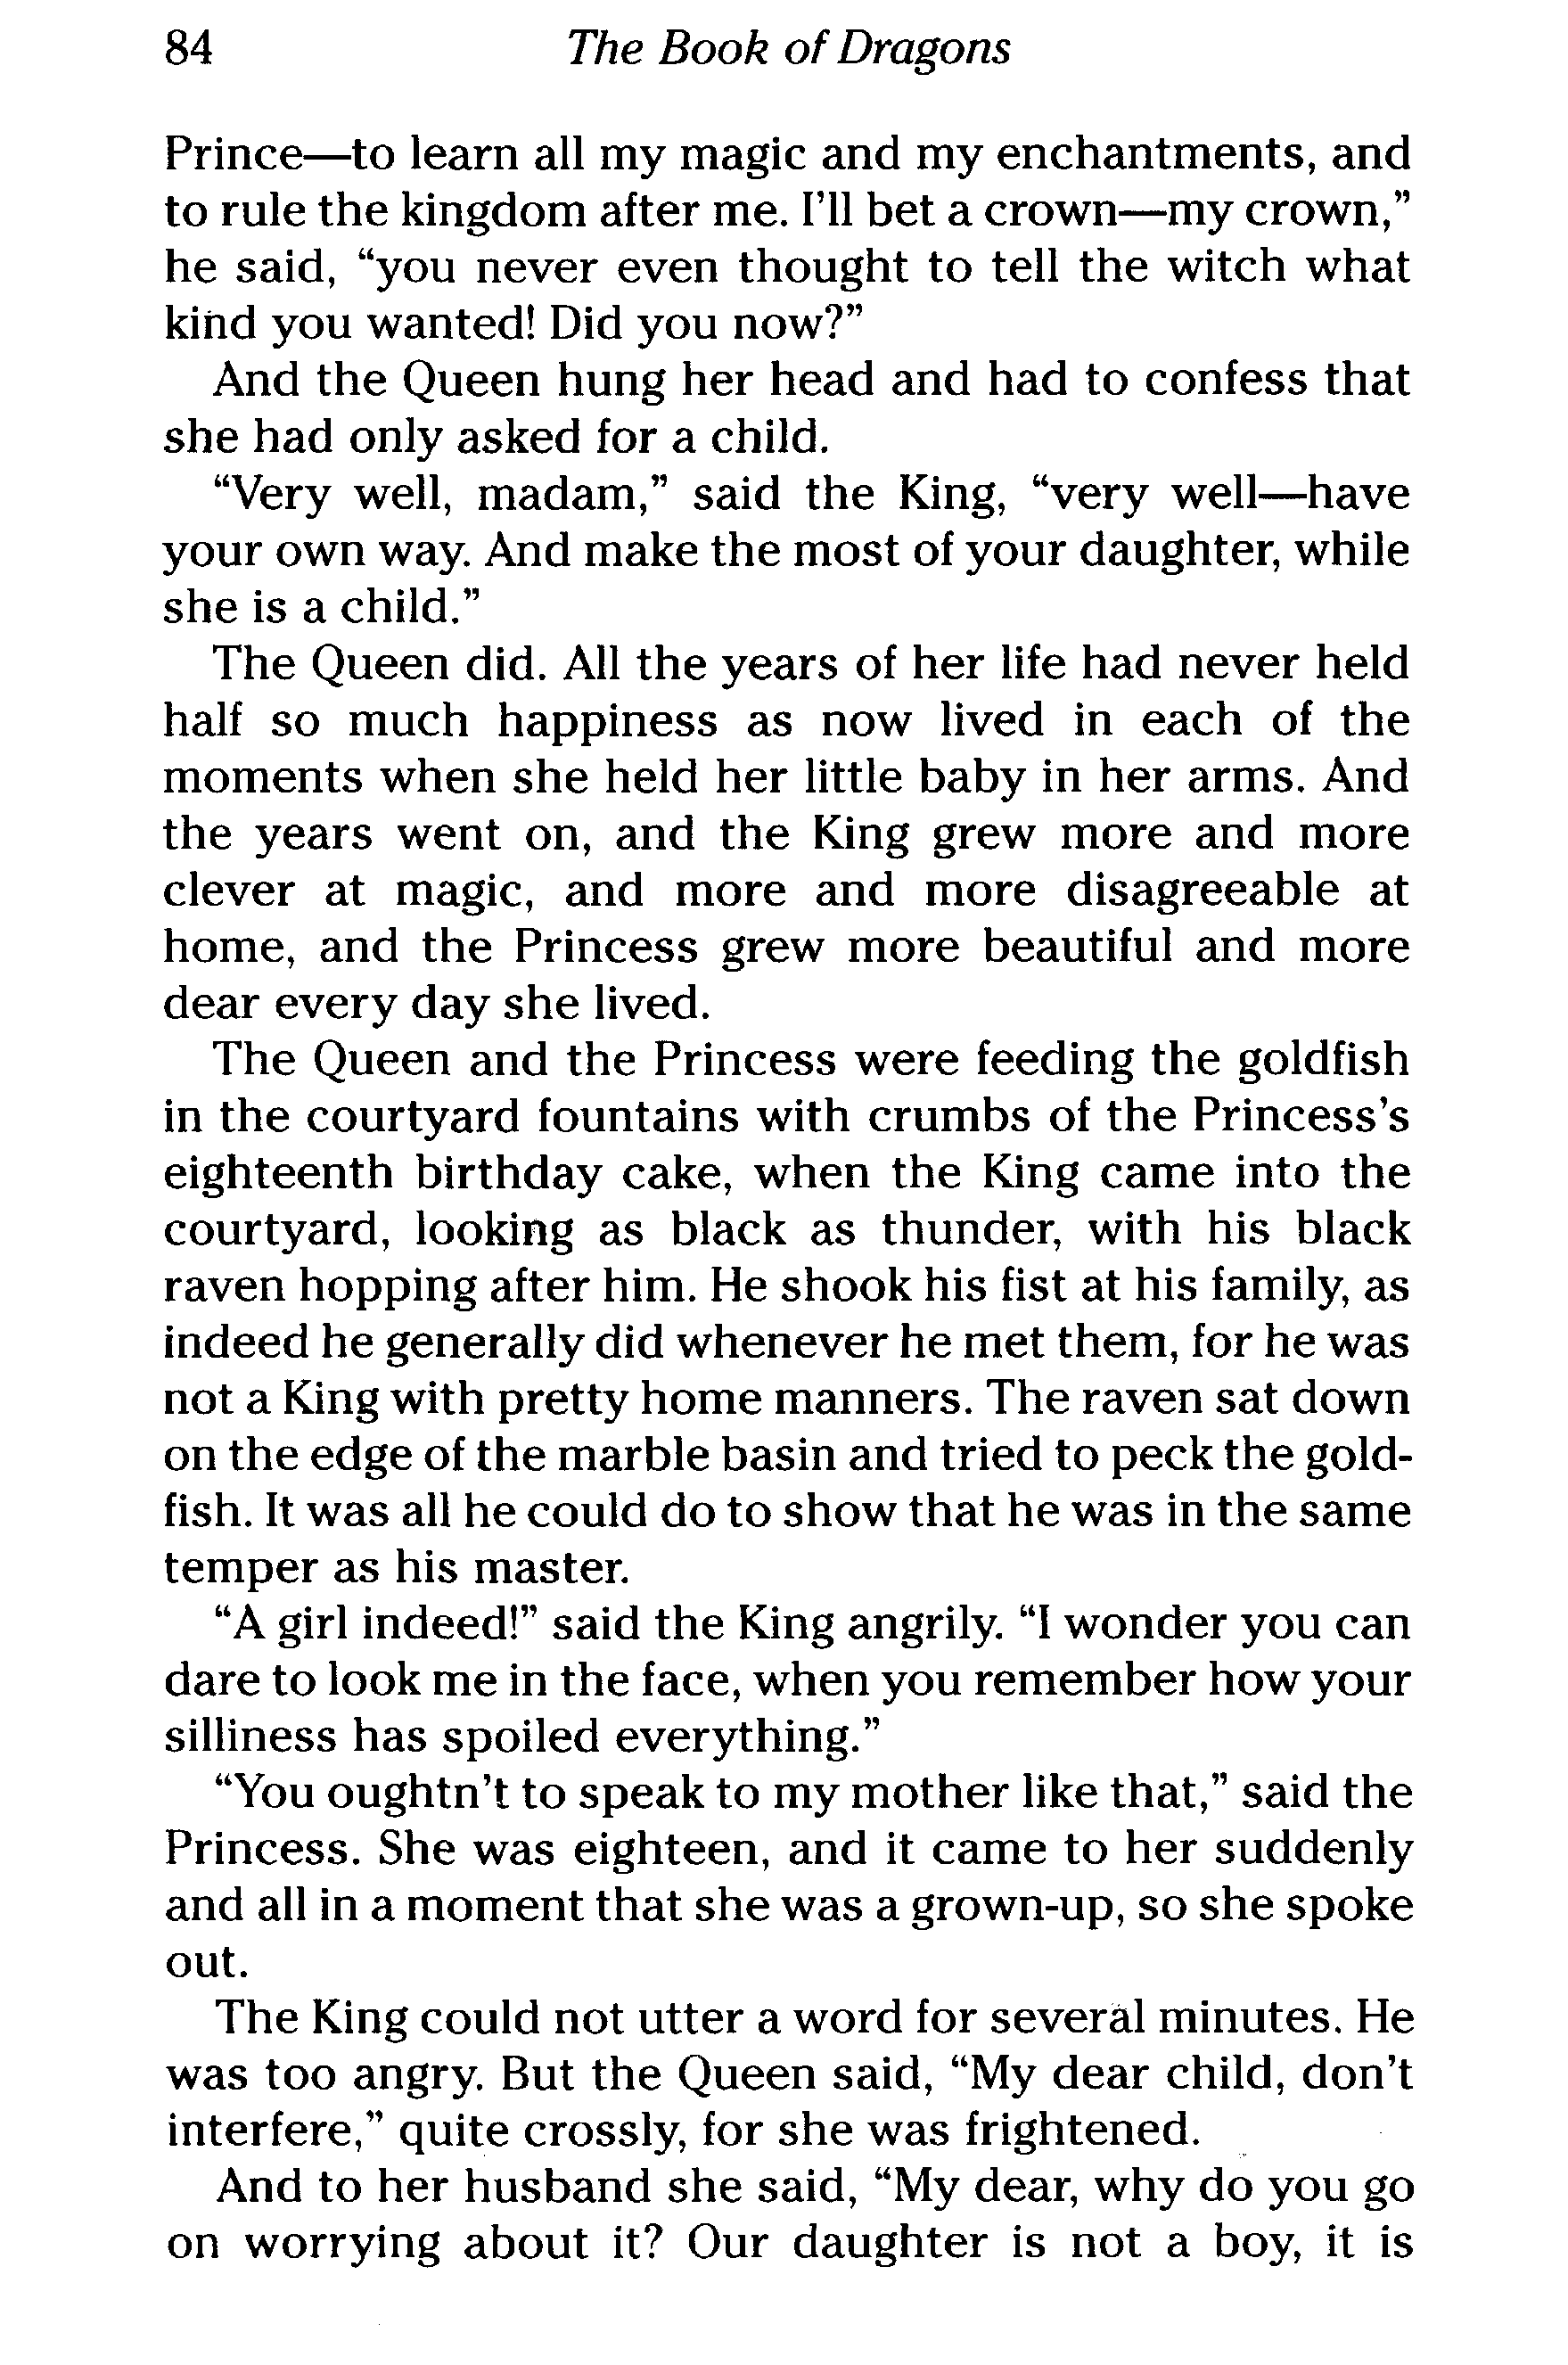 84 The Book of Dragons
Prince—to learn all my magic and my enchantments, and
to rule the kingdom after me. I’ll bet a crown—my crown,”
he said, “you never even thought to tell the witch what
kind you wanted! Did you now?”
And the Queen hung her head and had to confess that
she had only asked for a child.
“Very well, madam,” said the King, “very well—have
your own way. And make the most of your daughter, while
she is a child.”
The Queen did. All the years of her life had never held
half so much happiness as now lived in each of the
moments when she held her little baby in her arms. And
the years went on, and the King grew more and more
clever at magic, and more and more disagreeable at
home, and the Princess grew more beautiful and more
dear every day she lived.
The Queen and the Princess were feeding the goldfish
in the courtyard fountains with crumbs of the Princess’s
eighteenth birthday cake, when the King came into the
courtyard, looking as black as thunder, with his black
raven hopping after him. He shook his fist at his family, as
indeed he generally did whenever he met them, for he was
not a King with pretty home manners. The raven sat down
on the edge of the marble basin and tried to peck the gold-
fish. It was all he could do to show that he was in the same
temper as his master.
“A girl indeed!” said the King angrily. “I wonder you can
dare to look me in the face, when you remember how your
silliness has spoiled everything.”
“You oughtn’t to speak to my mother like that,” said the
Princess. She was eighteen, and it came to her suddenly
and all in a moment that she was a grown-up, so she spoke
out.
The King could not utter a word for several minutes. He
was too angry. But the Queen said, “My dear child, don’t
interfere,” quite crossly, for she was frightened.
And to her husband she said, “My dear, why do you go
on worrying about it? Our daughter is not a boy, it is